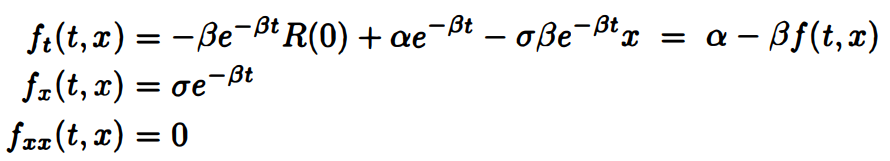 f_t(t, x) = −βe^{−βt}R(0) + αe^{−βt} − σβe^{−βt}x = α − βf(t, x)
f_x(t, x) = σe^{−βt}
f_{xx}(t, x) = 0